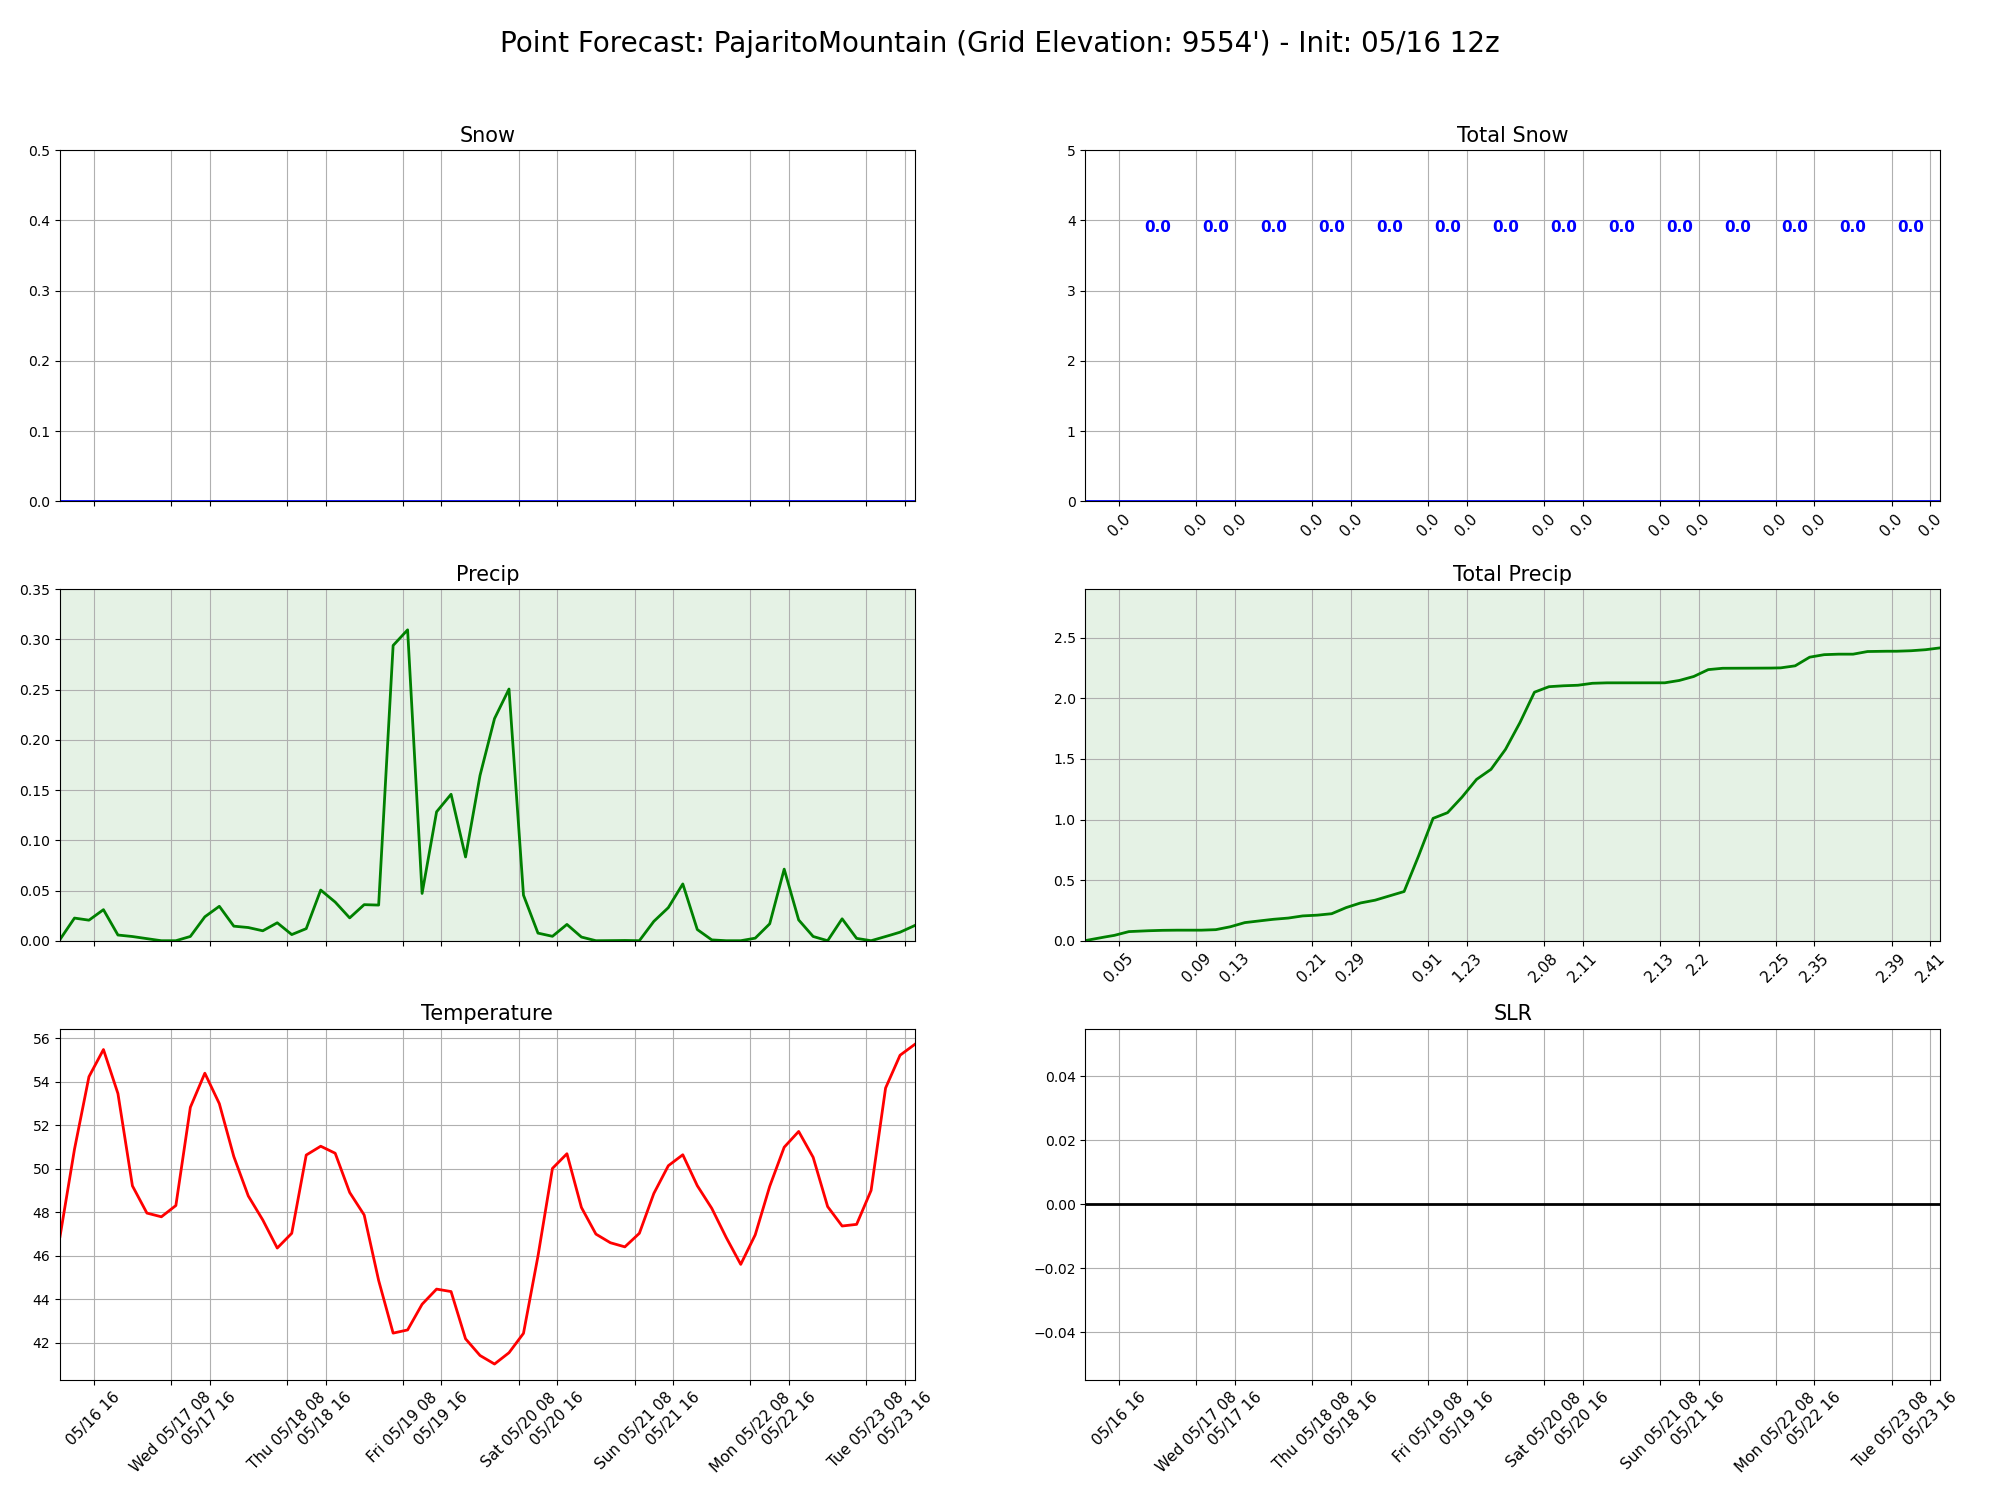 Point Forecast: PajaritoMountain (Grid Elevation: 9554') - Init: 05/16 12z
Snow
0.5
0.4
0.3
0.2
0.1
0.0
Total Snow
5
4
3
2
1
0
0.0 0.0 0.0 0.0 0.0 0.0 0.0 0.0 0.0 0.0 0.0 0.0 0.0 0.0
0.0 0.0 0.0 0.0 0.0 0.0 0.0 0.0 0.0 0.0 0.0 0.0 0.0 0.0 0.0
Precip
0.35
0.30
0.25
0.20
0.15
0.10
0.05
0.00
Total Precip
2.5
2.0
1.5
1.0
0.5
0.0
0.05 0.09 0.13 0.21 0.29 0.91 1.23 2.08 2.11 2.13 2.2 2.25 2.35 2.39 2.41
Temperature
56
54
52
50
48
46
44
42
05/16 16
Wed 05/17 08
05/17 16
Thu 05/18 08
05/18 16
Fri 05/19 08
05/19 16
Sat 05/20 08
05/20 16
Sun 05/21 08
05/21 16
Mon 05/22 08
05/22 16
Tue 05/23 08
05/23 16
SLR
0.04
0.02
0.00
−0.02
−0.04
05/16 16
Wed 05/17 08
05/17 16
Thu 05/18 08
05/18 16
Fri 05/19 08
05/19 16
Sat 05/20 08
05/20 16
Sun 05/21 08
05/21 16
Mon 05/22 08
05/22 16
Tue 05/23 08
05/23 16